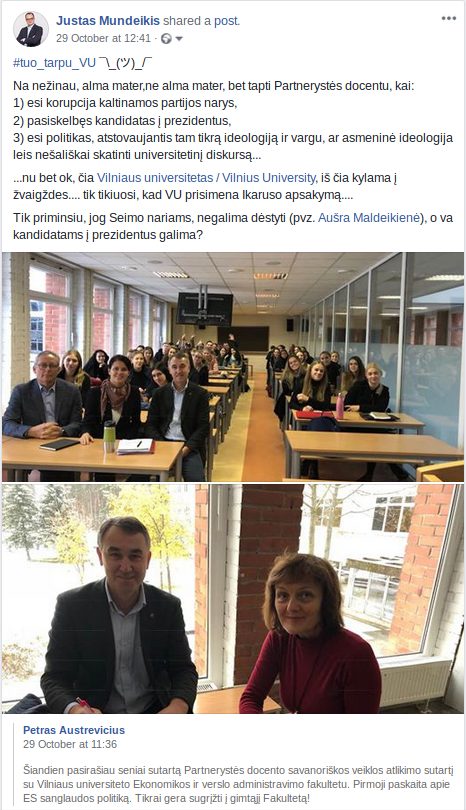 Justas Mundeikis shared a post.
29 October at 12:41 ·
#tuo_tarpu_VU ¯\_(ツ)_/¯
Na nežinau, alma mater,ne alma mater, bet tapti Partnerystės docentu, kai:
1) esi korupcija kaltinamos partijos narys,
2) pasiskelbęs kandidatas į prezidentus,
3) esi politikas, atstovaujantis tam tikrą ideologiją ir vargu, ar asmeninė ideologija
leis nešališkai skatinti universitetinį diskursą...
...nu bet ok, čia Vilniaus universitetas / Vilnius University, iš čia kylama į
žvaigždes.... tik tikiuosi, kad VU prisimena Ikaruso apsakymą....
Tik priminsiu, jog Seimo nariams, negalima dėstyti (pvz. Aušra Maldeikienė), o va
kandidatams į prezidentus galima?
Petras Austrevicius
29 October at 11:36
Šiandien pasirašiau seniai sutartą Partnerystės docento savanoriškos veiklos atlikimo sutartį
su Vilniaus universiteto Ekonomikos ir verslo administravimo fakultetu. Pirmoji paskaita apie
ES sanglaudos politiką. Tikrai gera sugrįžti į gimtąjį Fakultetą!